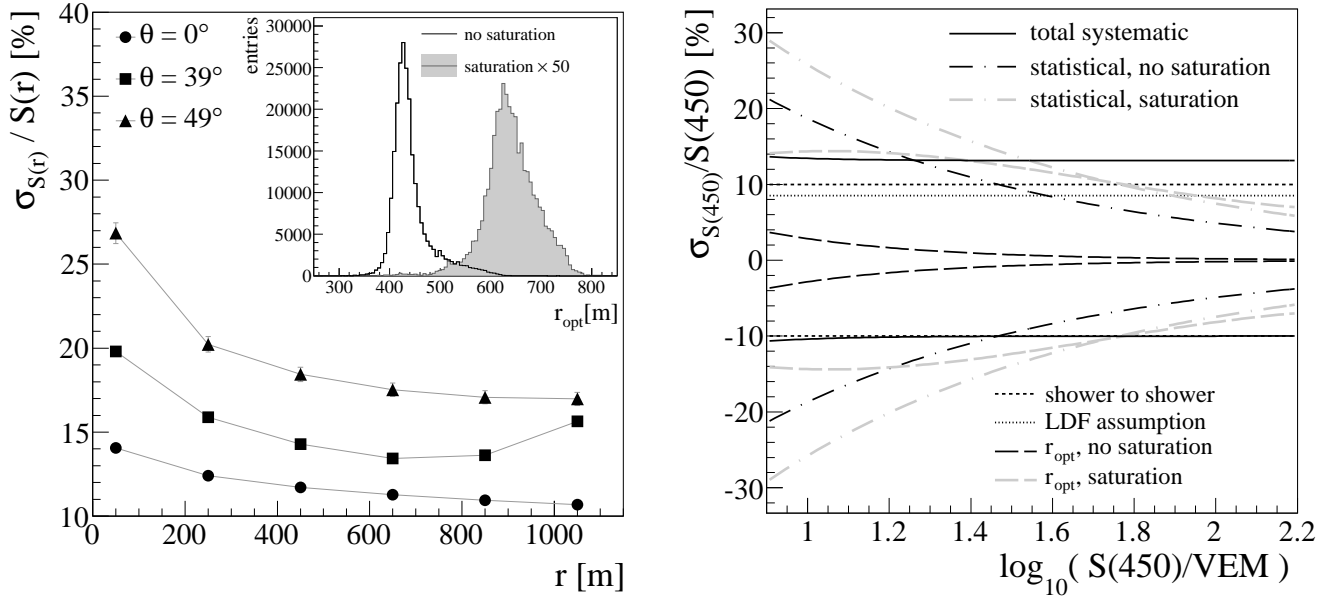 σS(r) / S(r) [%]
40
35
30
26
20
14
10
0
200
400
600
800
1000
r [m]
θ = 0°
θ = 39°
θ = 49°
entries
30000
25000
20000
15000
10000
5000
0
300
400
500
600
700
800
ropt[m]
no saturation
saturation × 50
σS(450)/S(450) [%]
30
20
10
0
-10
-20
-30
1
1.2
1.4
1.6
1.8
2
2.2
log10( S(450)/VEM )
total systematic
statistical, no saturation
statistical, saturation
shower to shower
LDF assumption
ropt, no saturation
ropt, saturation